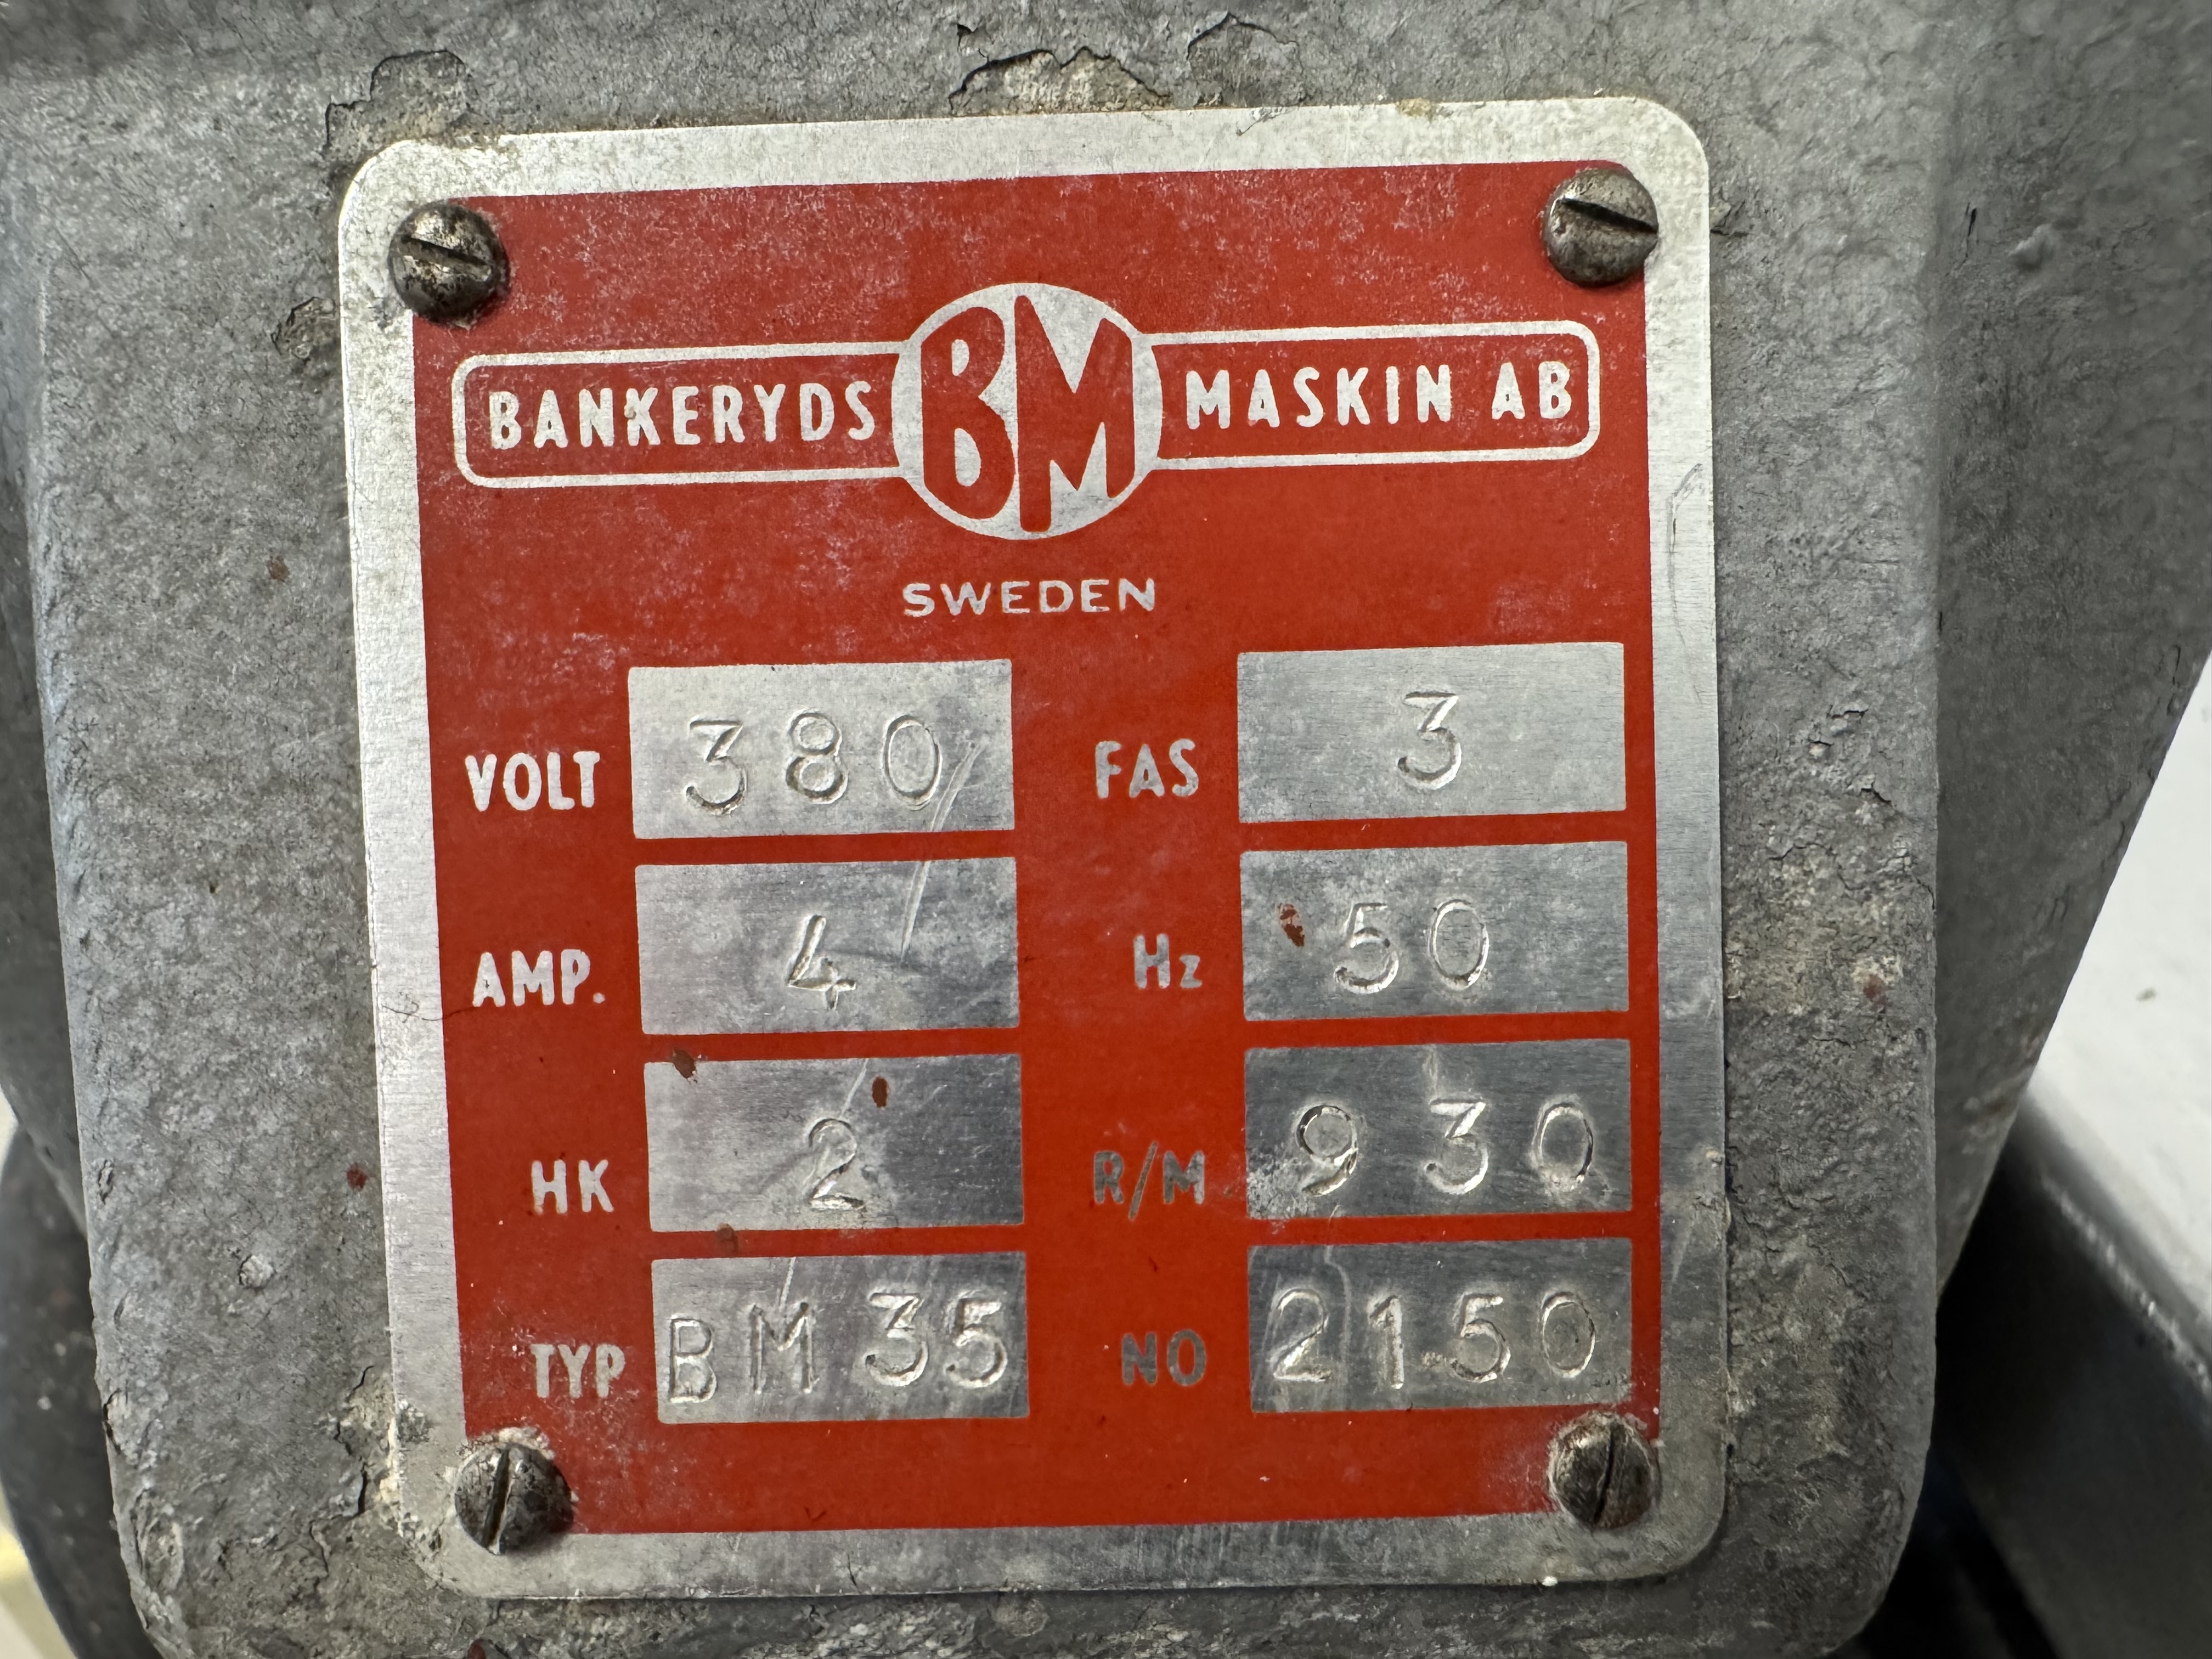 BANKERYDS BM MASKIN AB
SWEDEN
VOLT 380 FAS 3
AMP. 4 Hz 50
HK 2 R/M 930
TYP BM 35 NO 2150